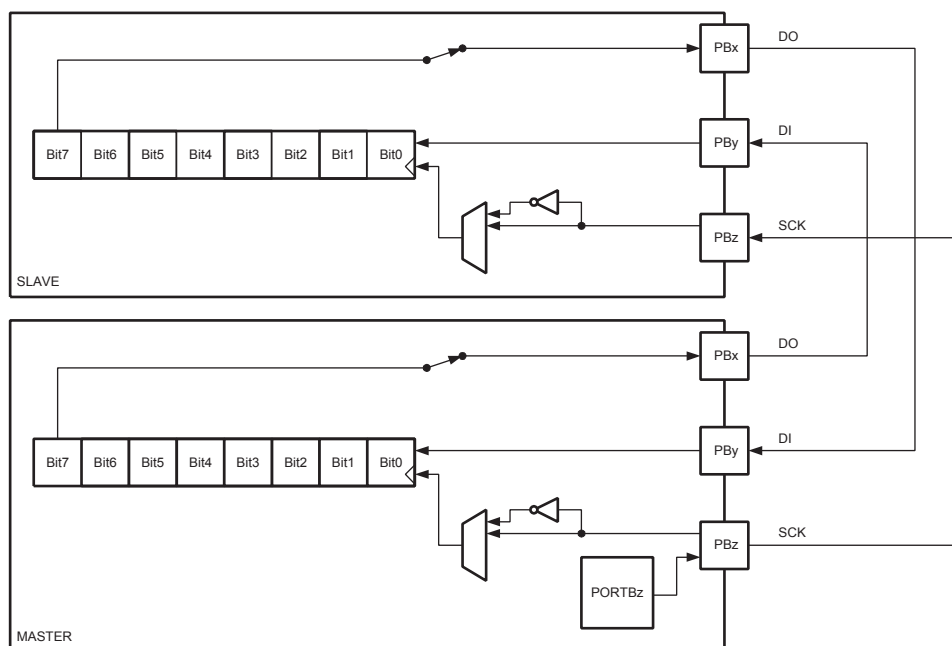 PBx
DO
PBy
DI
Bit7 Bit6 Bit5 Bit4 Bit3 Bit2 Bit1 Bit0
PBz
SCK
SLAVE
PBx
DO
PBy
DI
Bit7 Bit6 Bit5 Bit4 Bit3 Bit2 Bit1 Bit0
PBz
SCK
PORTBz
MASTER